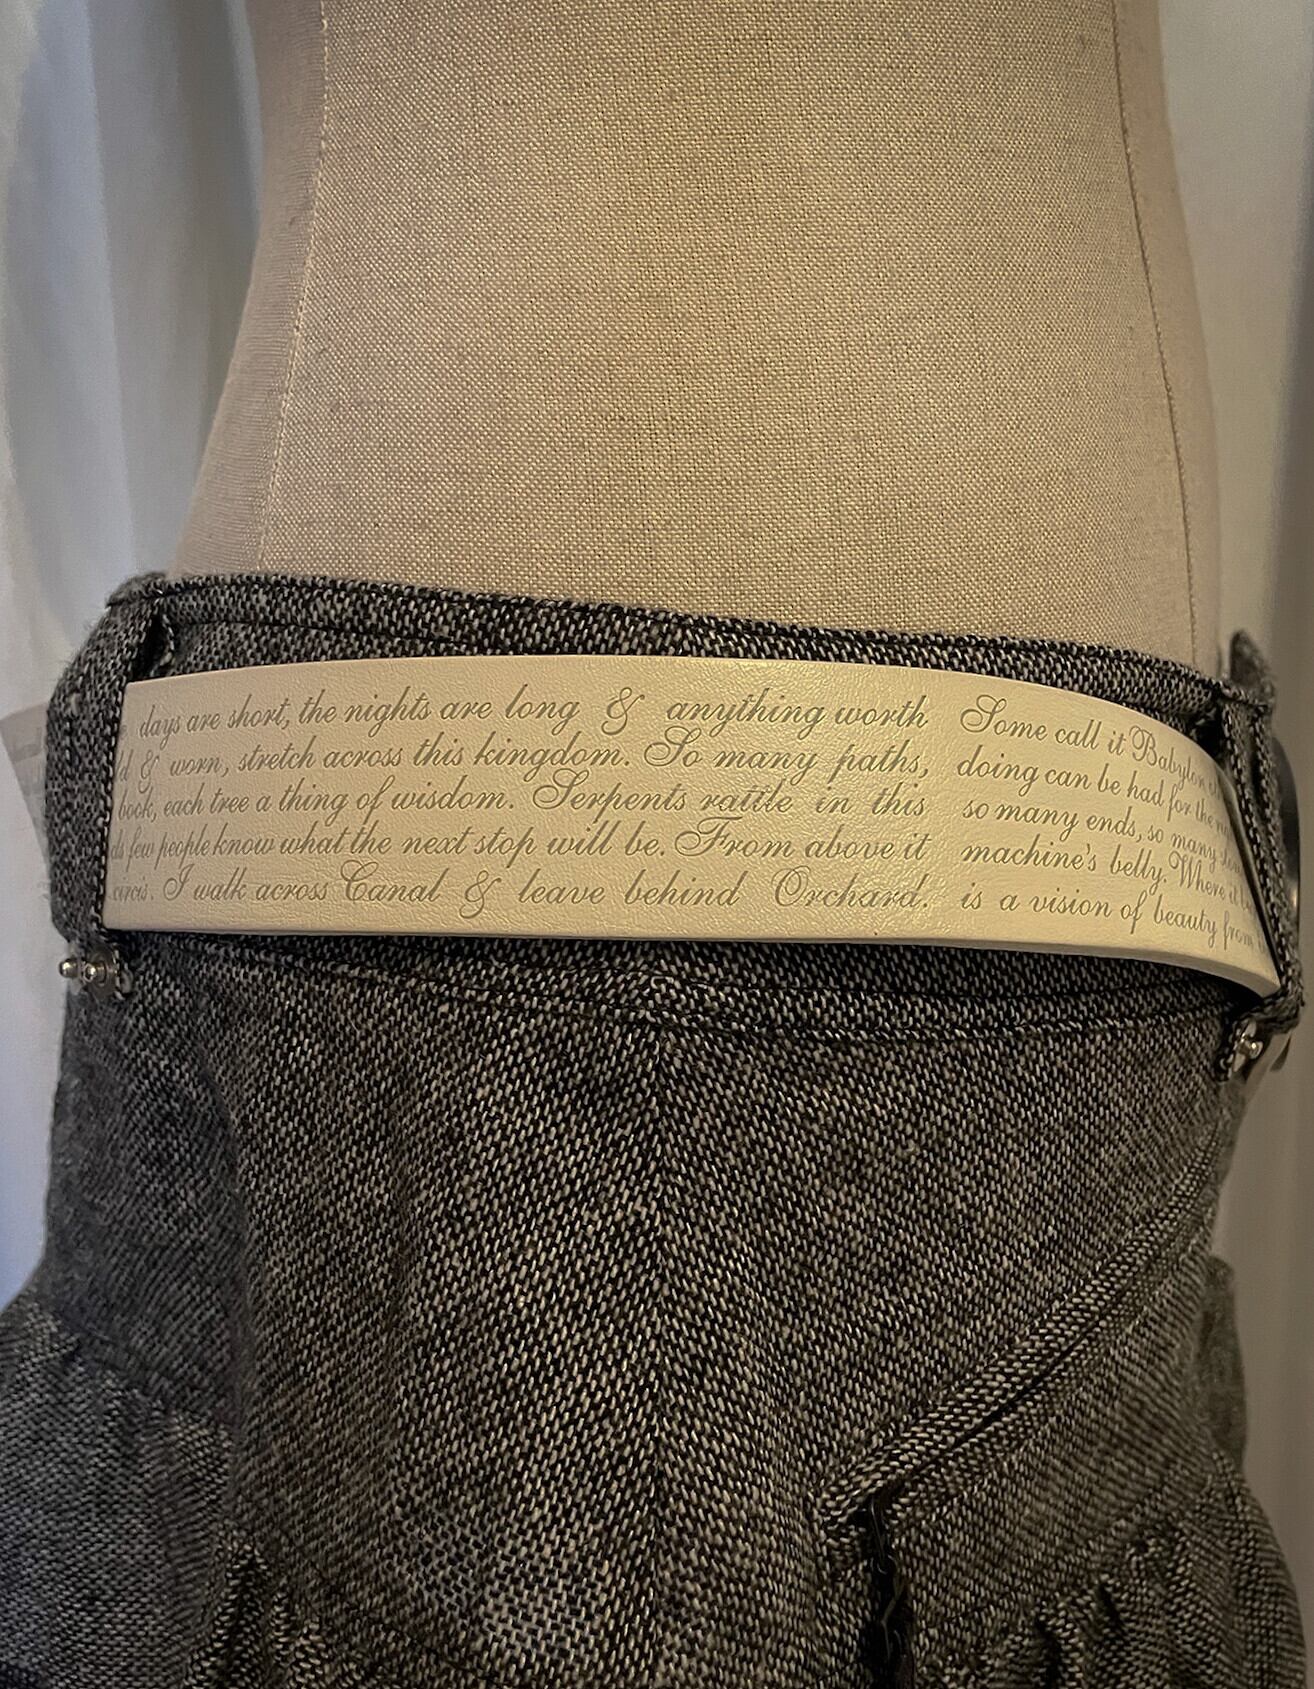 days are short, the nights are long & anything worth
& worn, stretch across this kingdom. So many paths,
book, each tree a thing of wisdom. Serpents rattle in this
few people know what the next stop will be. From above it
I walk across Canal & leave behind Orchard.
Some call it Babylon
doing can be had for the
so many ends, so many
machine's belly. Where it
is a vision of beauty from